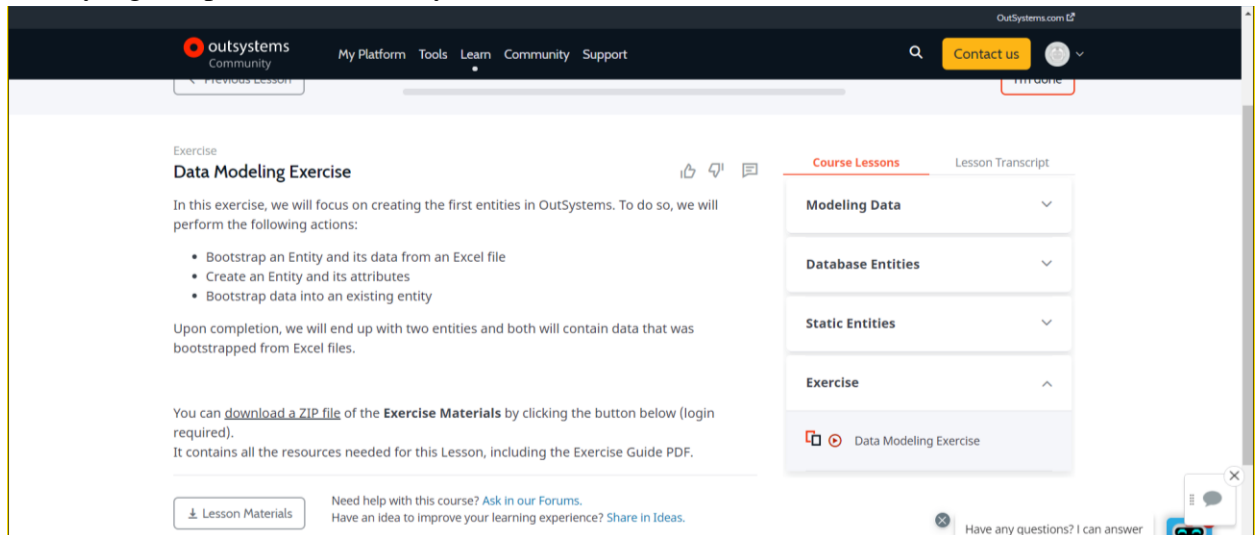 OutSystems.com
outsystems
Community
My Platform Tools Learn Community Support
Contact us
Previous Lesson
I'm done
Exercise
Data Modeling Exercise
In this exercise, we will focus on creating the first entities in OutSystems. To do so, we will
perform the following actions:
• Bootstrap an Entity and its data from an Excel file
• Create an Entity and its attributes
• Bootstrap data into an existing entity
Upon completion, we will end up with two entities and both will contain data that was
bootstrapped from Excel files.
You can download a ZIP file of the Exercise Materials by clicking the button below (login
required).
It contains all the resources needed for this Lesson, including the Exercise Guide PDF.
Lesson Materials
Need help with this course? Ask in our Forums.
Have an idea to improve your learning experience? Share in Ideas.
Course Lessons
Lesson Transcript
Modeling Data
Database Entities
Static Entities
Exercise
Data Modeling Exercise
Have any questions? I can answer